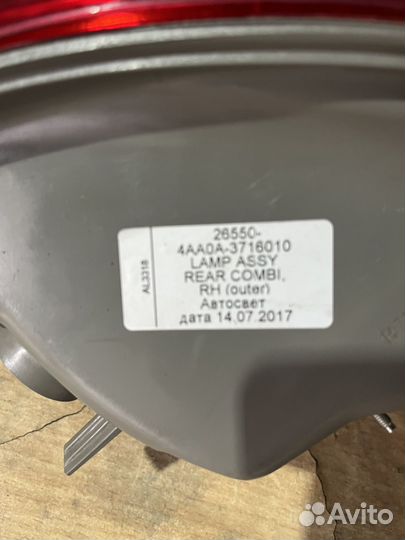 AL3318
26550-
4AA0A-3716010
LAMP ASSY
REAR COMBI,
RH (outer)
Автосвет
дата 14.07.2017
Avito